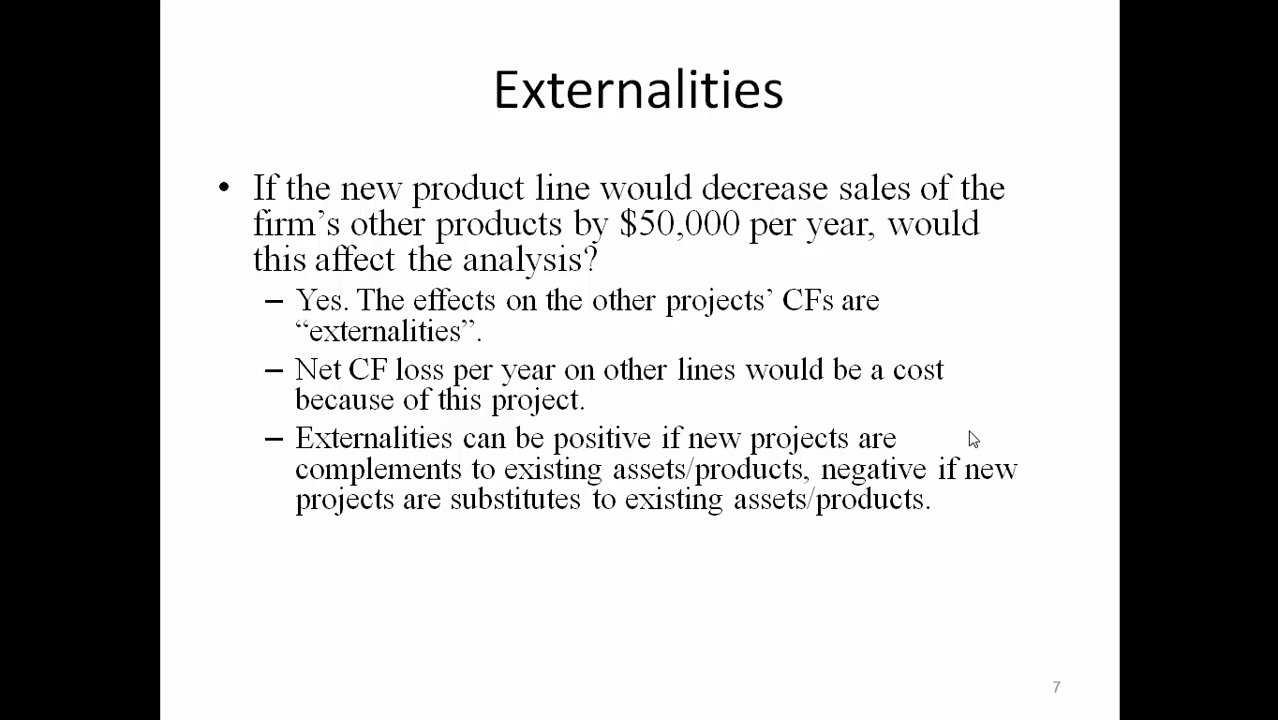 Externalities
• If the new product line would decrease sales of the
firm’s other products by $50,000 per year, would
this affect the analysis?
– Yes. The effects on the other projects’ CFs are
“externalities”.
– Net CF loss per year on other lines would be a cost
because of this project.
– Externalities can be positive if new projects are
complements to existing assets/products, negative if new
projects are substitutes to existing assets/products.
7